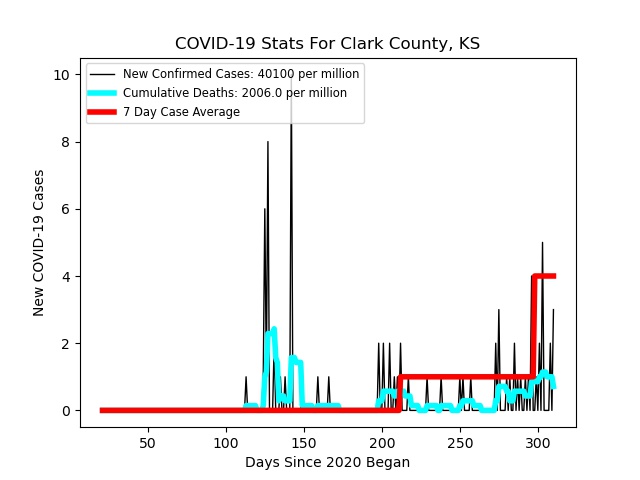 COVID-19 Stats For Clark County, KS
New Confirmed Cases: 40100 per million
Cumulative Deaths: 2006.0 per million
7 Day Case Average
New COVID-19 Cases
10
8
6
4
2
0
50 100 150 200 250 300
Days Since 2020 Began